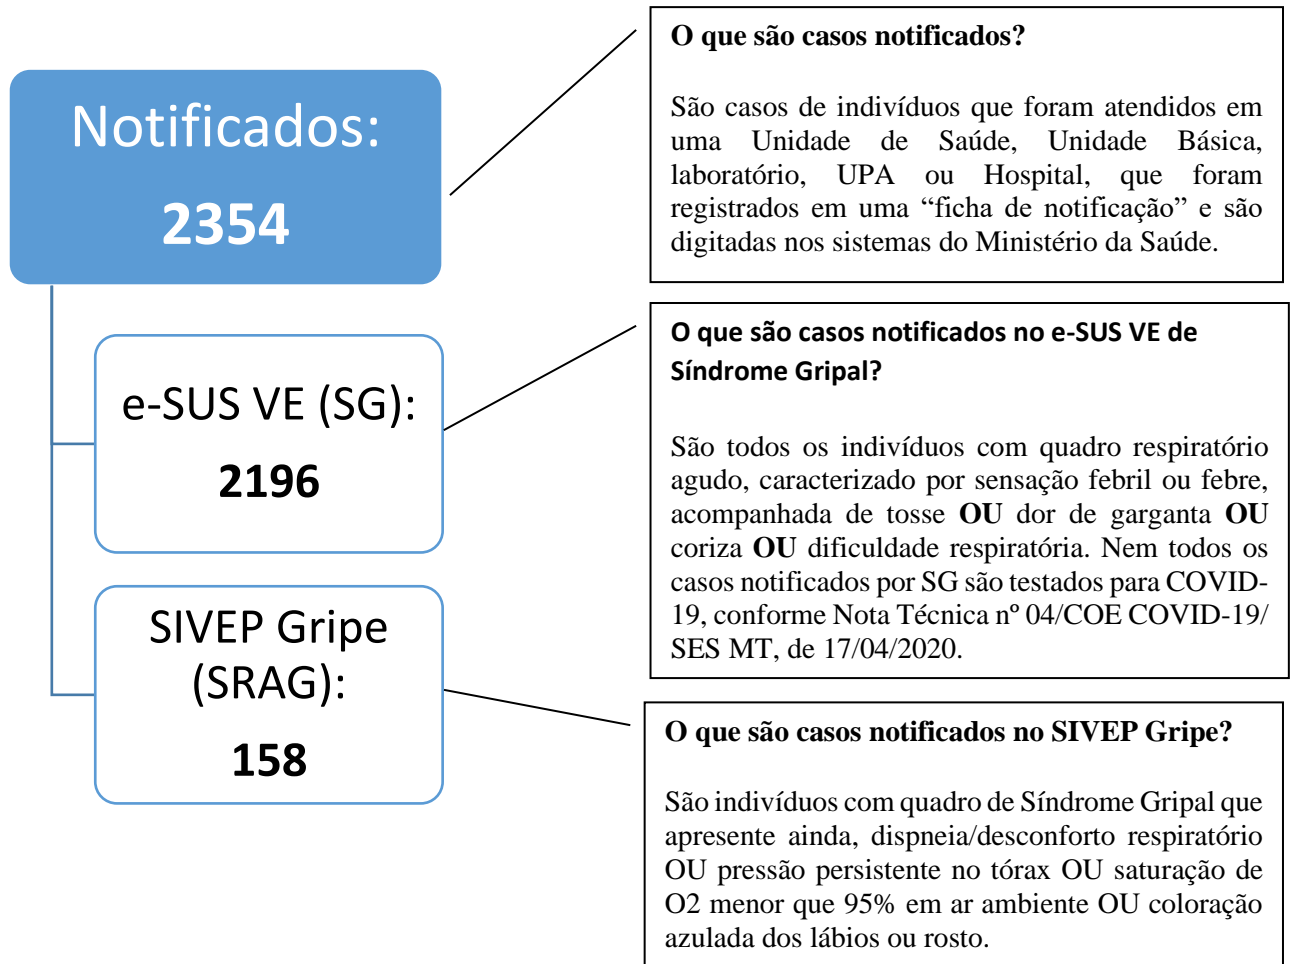 Notificados:
2354
e-SUS VE (SG):
2196
SIVEP Gripe
(SRAG):
158
O que são casos notificados?
São casos de indivíduos que foram atendidos em
uma Unidade de Saúde, Unidade Básica,
laboratório, UPA ou Hospital, que foram
registrados em uma “ficha de notificação” e são
digitadas nos sistemas do Ministério da Saúde.
O que são casos notificados no e-SUS VE de
Síndrome Gripal?
São todos os indivíduos com quadro respiratório
agudo, caracterizado por sensação febril ou febre,
acompanhada de tosse OU dor de garganta OU
coriza OU dificuldade respiratória. Nem todos os
casos notificados por SG são testados para COVID-
19, conforme Nota Técnica nº 04/COE COVID-19/
SES MT, de 17/04/2020.
O que são casos notificados no SIVEP Gripe?
São indivíduos com quadro de Síndrome Gripal que
apresente ainda, dispneia/desconforto respiratório
OU pressão persistente no tórax OU saturação de
O2 menor que 95% em ar ambiente OU coloração
azulada dos lábios ou rosto.